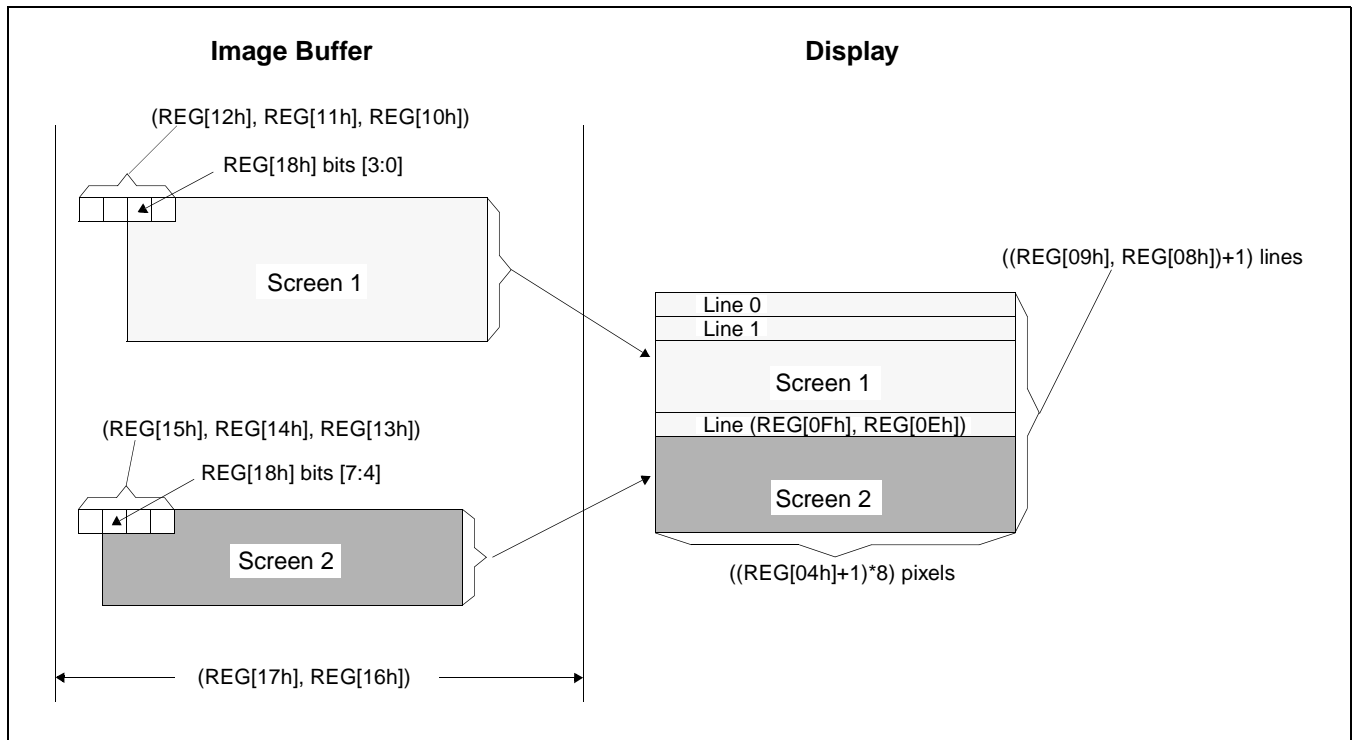 Image Buffer
Display
(REG[12h], REG[11h], REG[10h])
REG[18h] bits [3:0]
Screen 1
((REG[09h], REG[08h])+1) lines
Line 0
Line 1
Screen 1
Line (REG[0Fh], REG[0Eh])
Screen 2
((REG[04h]+1)*8) pixels
(REG[15h], REG[14h], REG[13h])
REG[18h] bits [7:4]
Screen 2
(REG[17h], REG[16h])